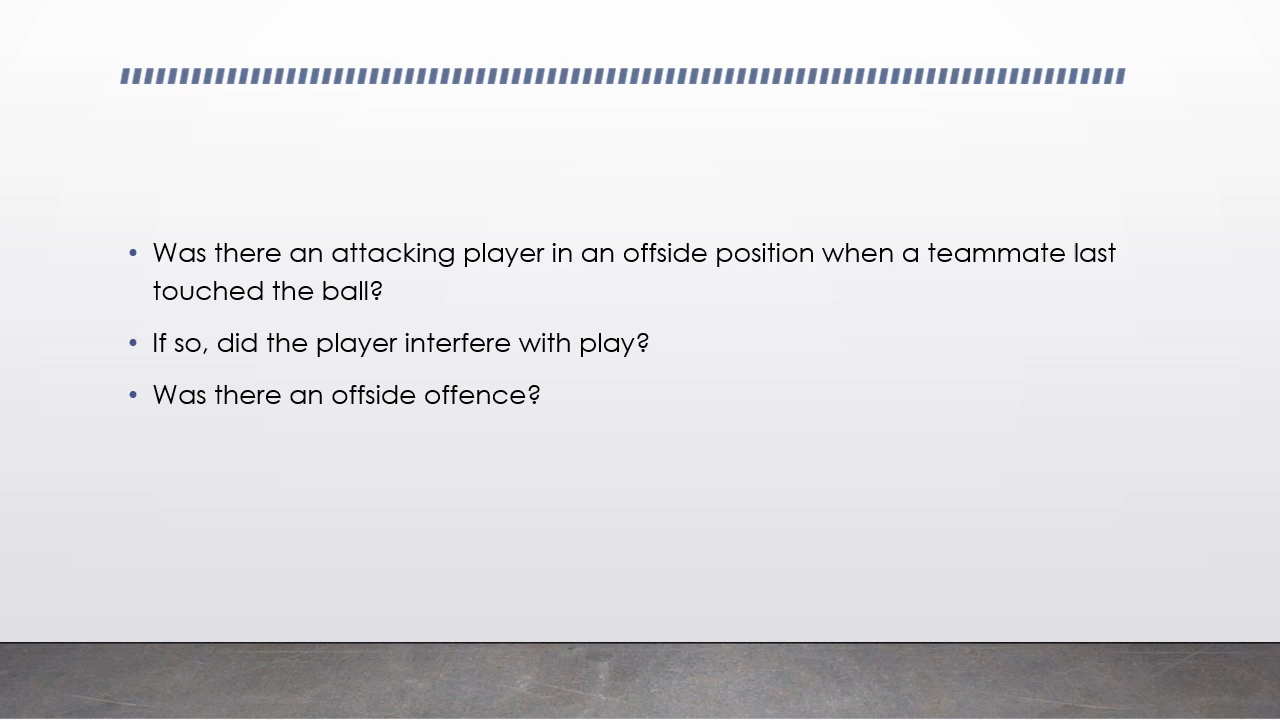 • Was there an attacking player in an offside position when a teammate last
touched the ball?
• If so, did the player interfere with play?
• Was there an offside offence?